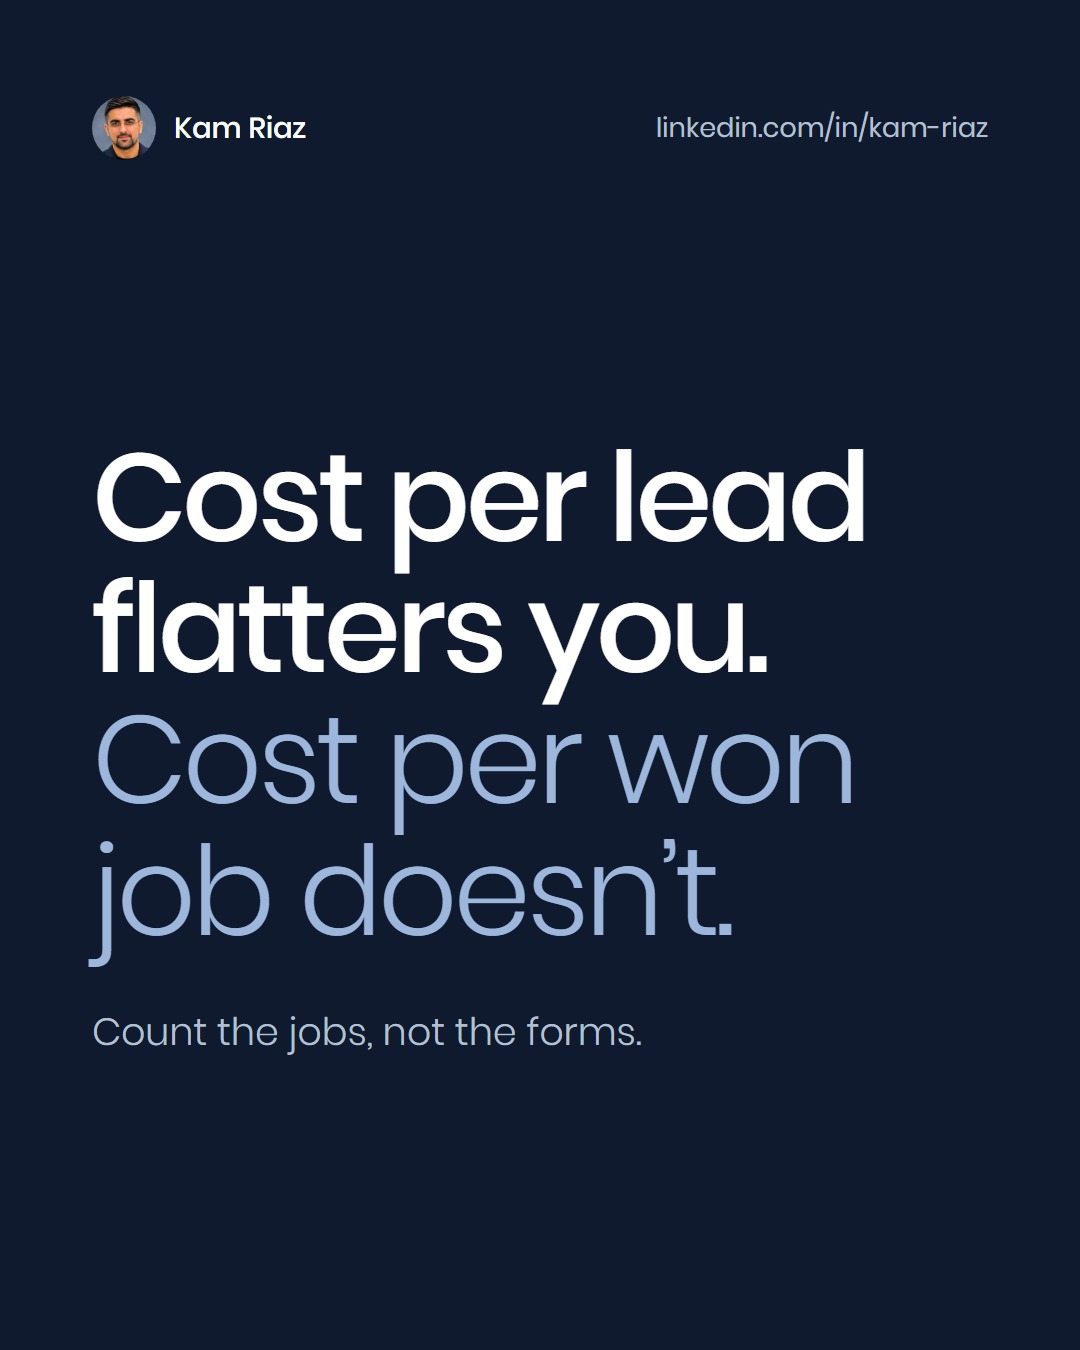 Kam Riaz
linkedin.com/in/kam-riaz
Cost per lead
flatters you.
Cost per won
job doesn’t.
Count the jobs, not the forms.